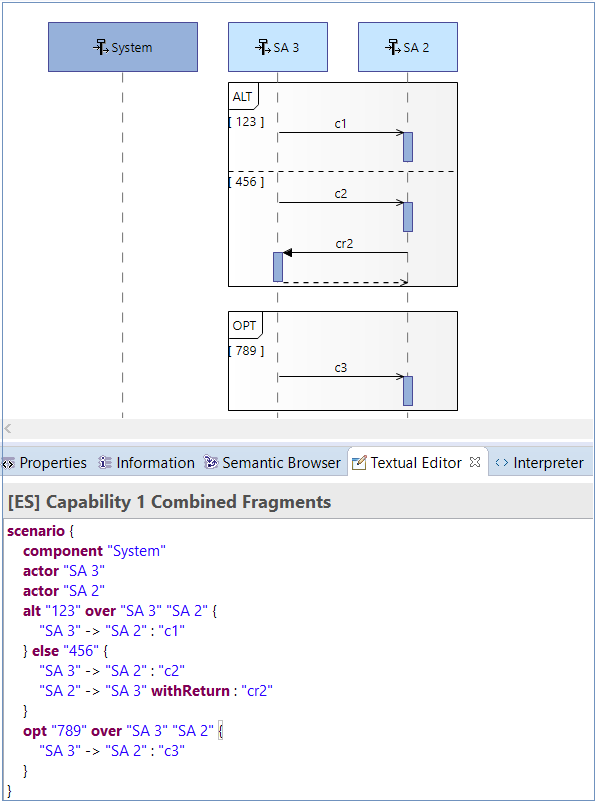 System
SA 3
SA 2
ALT
[ 123 ]
c1
[ 456 ]
c2
cr2
OPT
[ 789 ]
c3
Properties
Information
Semantic Browser
Textual Editor
Interpreter
[ES] Capability 1 Combined Fragments
scenario {
component "System"
actor "SA 3"
actor "SA 2"
alt "123" over "SA 3" "SA 2" {
"SA 3" -> "SA 2" : "c1"
} else "456" {
"SA 3" -> "SA 2" : "c2"
"SA 2" -> "SA 3" withReturn : "cr2"
}
opt "789" over "SA 3" "SA 2" {
"SA 3" -> "SA 2" : "c3"
}
}